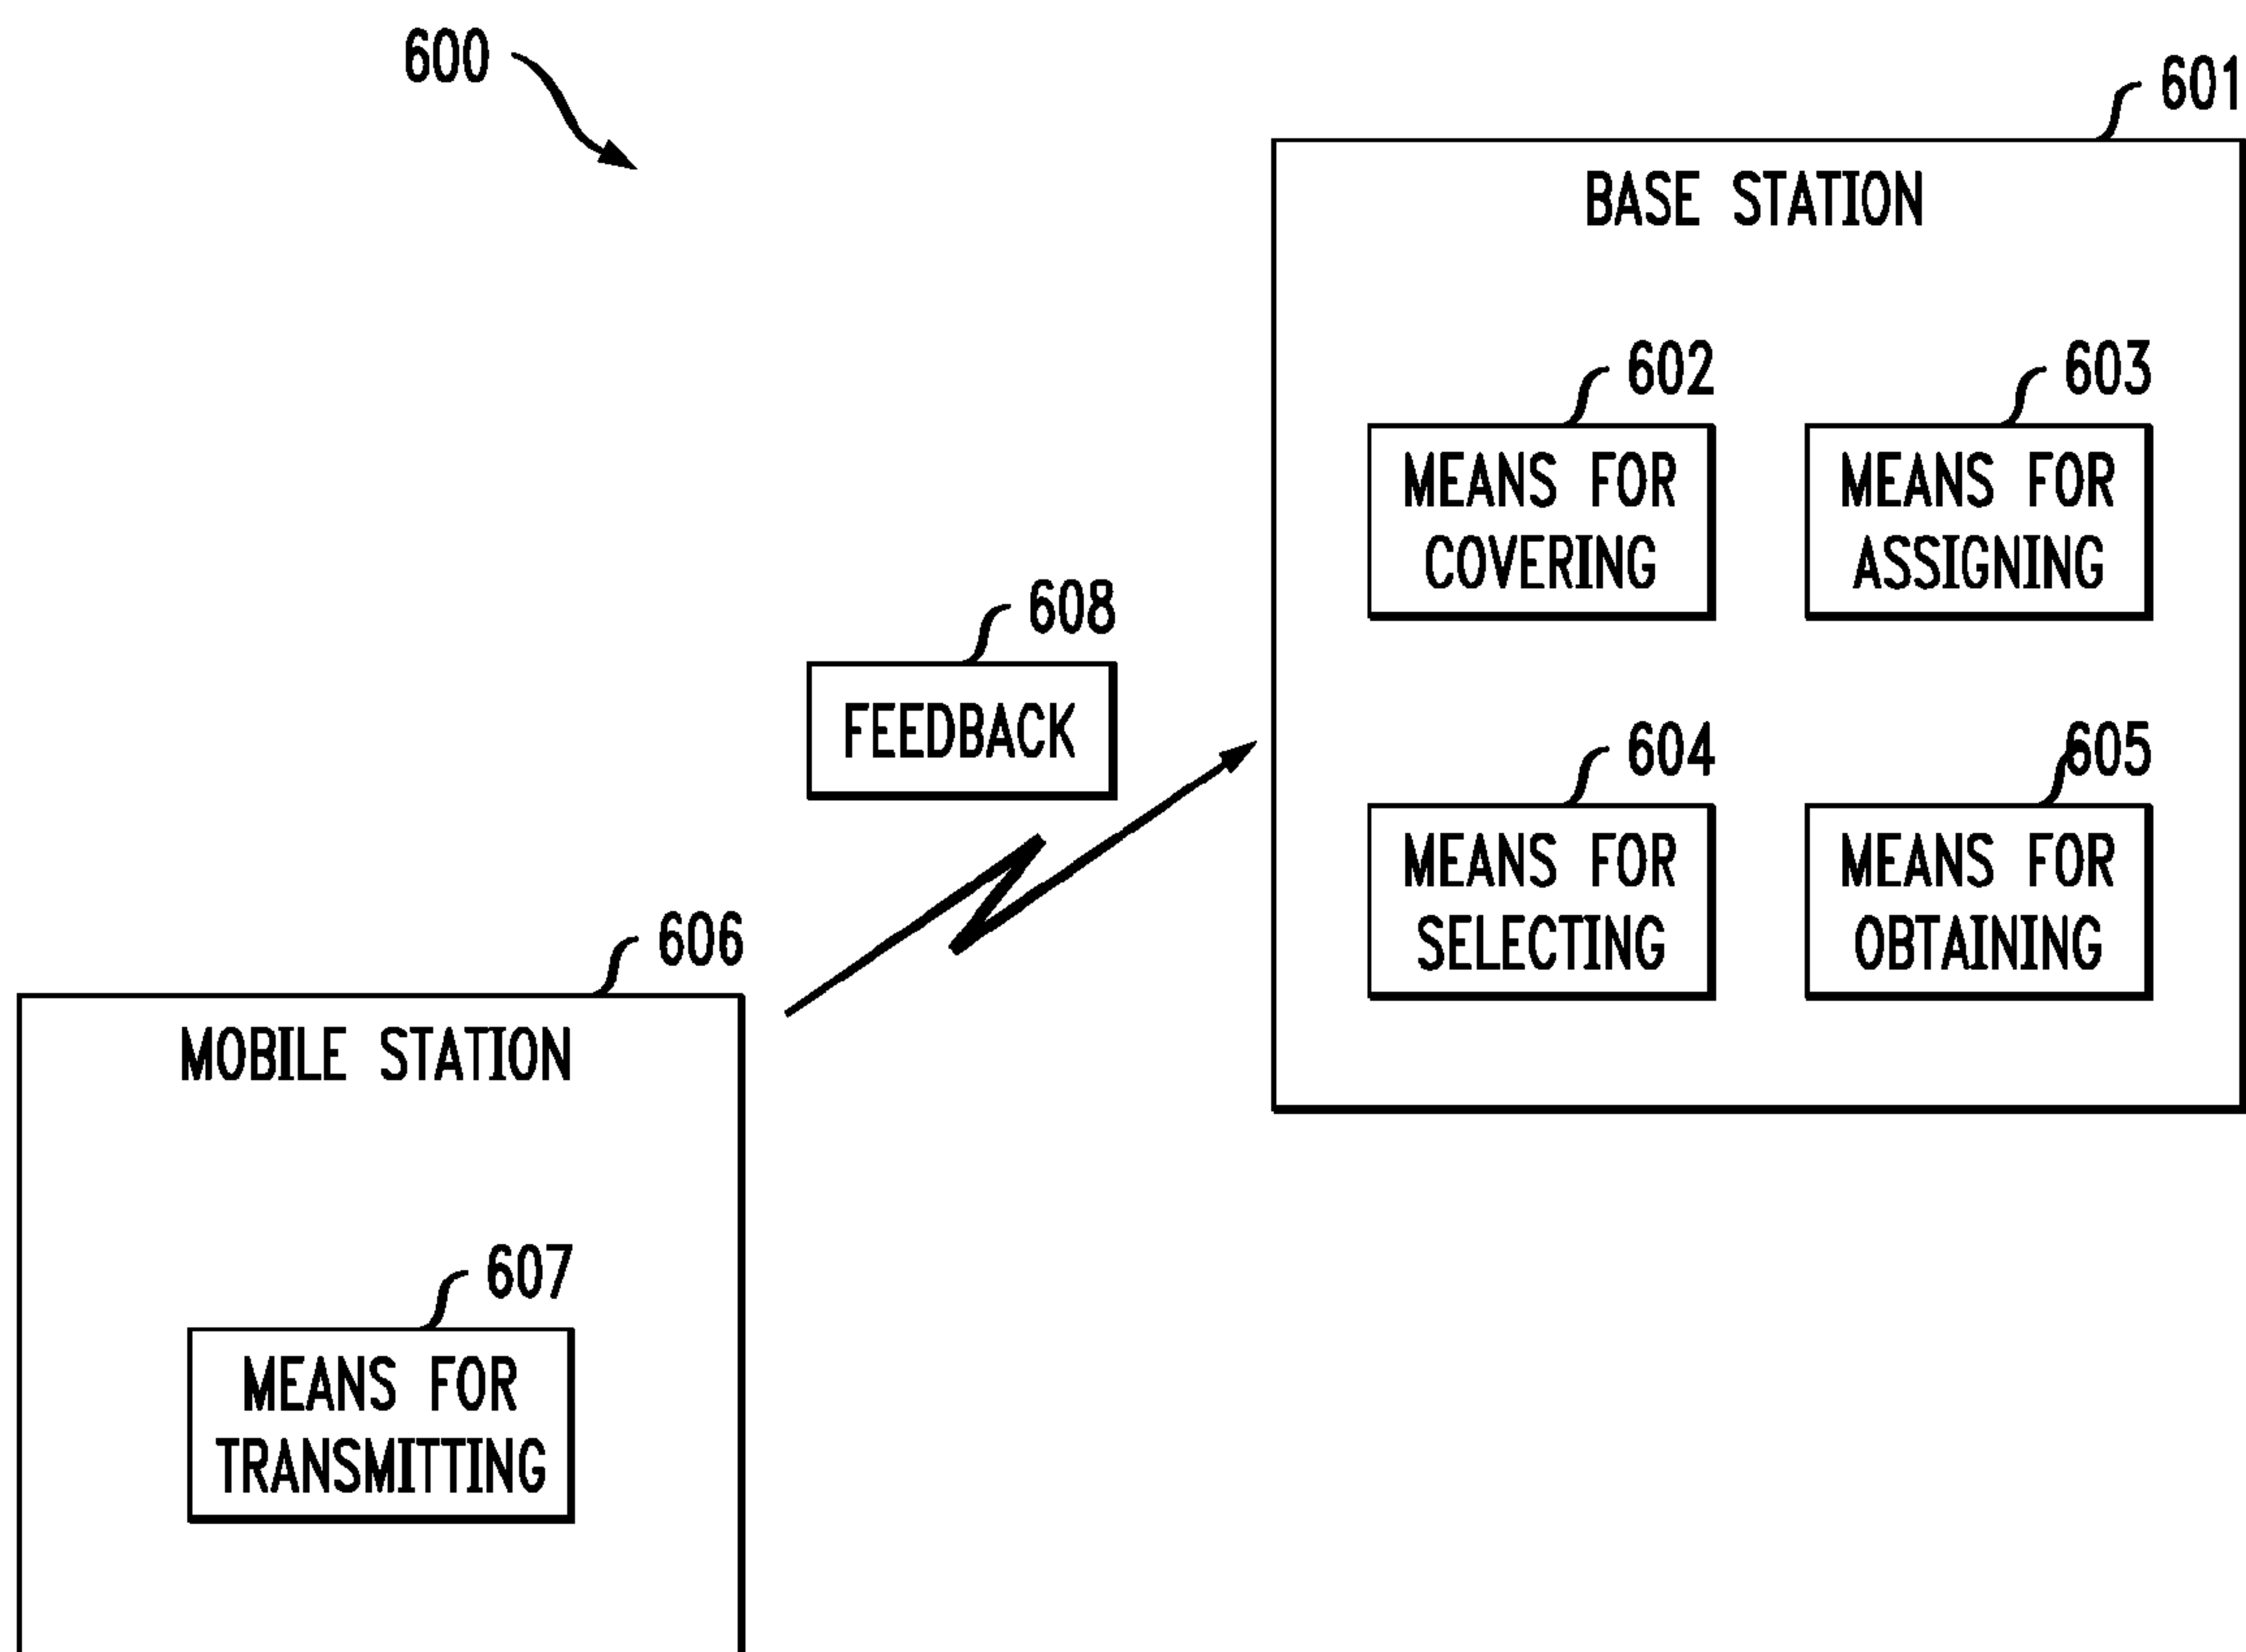 600
601
BASE STATION
602
603
MEANS FOR
COVERING
MEANS FOR
ASSIGNING
608
FEEDBACK
604
605
MEANS FOR
SELECTING
MEANS FOR
OBTAINING
606
MOBILE STATION
607
MEANS FOR
TRANSMITTING